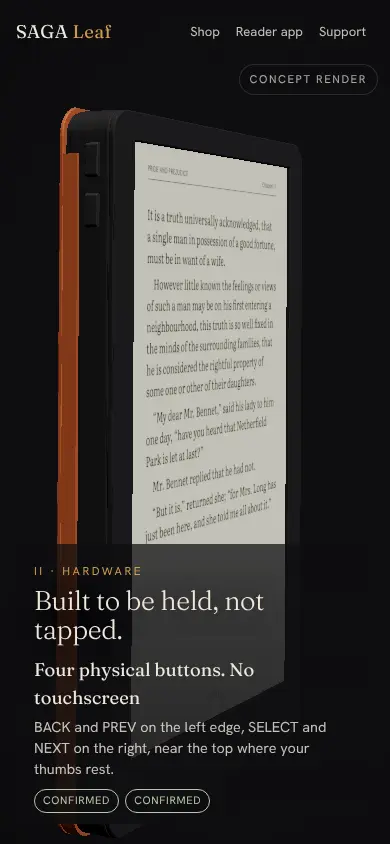 SAGA Leaf
Shop Reader app Support
CONCEPT RENDER
PRIDE AND PREJUDICE
It is a truth universally acknowledged, that
a single man in possession of a good fortune,
must be in want of a wife.
However little known the feelings or views
of such a man may be on his first entering a
neighbourhood, this truth is so well fixed in
the minds of the surrounding families, that
he is considered the rightful property of
some one or other of their daughters.
"My dear Mr. Bennet," said his lady to him
one day, "have you heard that Netherfield
Park is let at last?"
Mr. Bennet replied that he had not.
"But it is," returned she; "for Mrs. Long has
just been here, and she told me all about it."
II · HARDWARE
Built to be held, not
tapped.
Four physical buttons. No
touchscreen
BACK and PREV on the left edge, SELECT and
NEXT on the right, near the top where your
thumbs rest.
CONFIRMED CONFIRMED